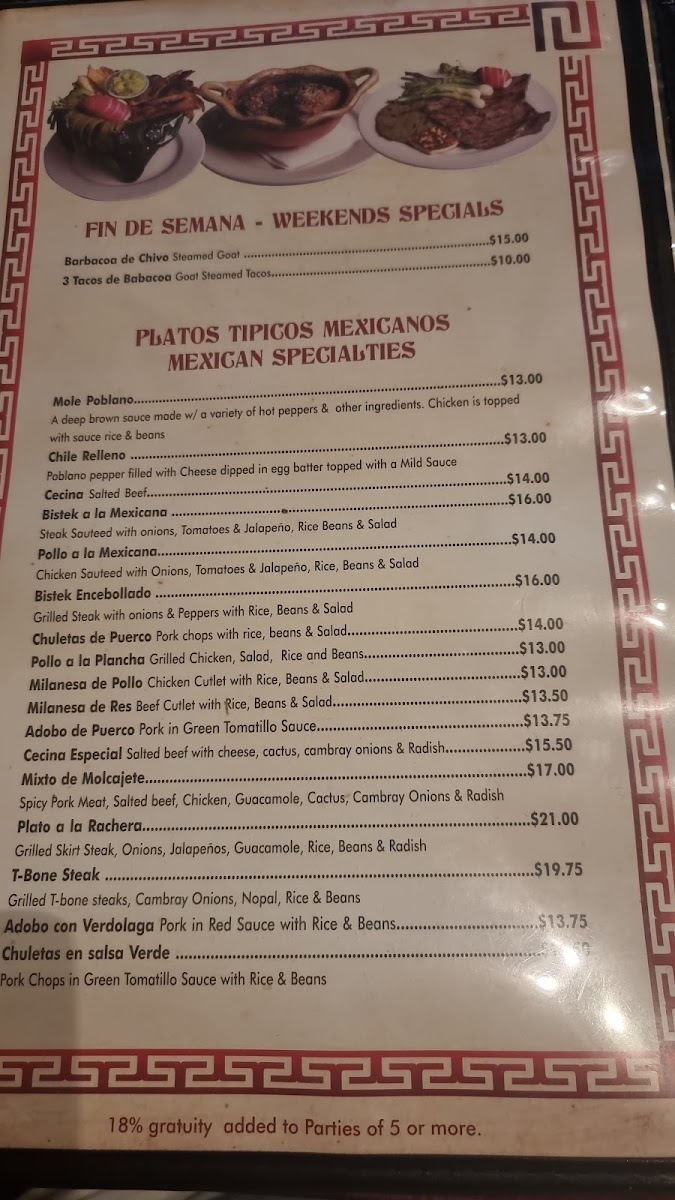 FIN DE SEMANA - WEEKENDS SPECIALS
Barbacoa de Chivo Steamed Goat ....................$15.00
3 Tacos de Babacoa Goat Steamed Tacos....................$10.00
PLATOS TIPICOS MEXICANOS
MEXICAN SPECIALTIES
Mole Poblano....................$13.00
A deep brown sauce made w/ a variety of hot peppers & other ingredients. Chicken is topped
with sauce rice & beans
Chile Relleno ....................$13.00
Poblano pepper filled with Cheese dipped in egg batter topped with a Mild Sauce
Cecina Salted Beef....................$14.00
Bistek a la Mexicana ....................$16.00
Steak Sauteed with onions, Tomatoes & Jalapeño, Rice Beans & Salad
Pollo a la Mexicana....................$14.00
Chicken Sauteed with Onions, Tomatoes & Jalapeño, Rice, Beans & Salad
Bistek Encebollado ....................$16.00
Grilled Steak with onions & Peppers with Rice, Beans & Salad
Chuletas de Puerco Pork chops with rice, beans & Salad....................$14.00
Pollo a la Plancha Grilled Chicken, Salad, Rice and Beans....................$13.00
Milanesa de Pollo Chicken Cutlet with Rice, Beans & Salad....................$13.00
Milanesa de Res Beef Cutlet with Rice, Beans & Salad....................$13.50
Adobo de Puerco Pork in Green Tomatillo Sauce....................$13.75
Cecina Especial Salted beef with cheese, cactus, cambray onions & Radish....................$15.50
Mixto de Molcajete....................$17.00
Spicy Pork Meat, Salted beef, Chicken, Guacamole, Cactus, Cambray Onions & Radish
Plato a la Rachera....................$21.00
Grilled Skirt Steak, Onions, Jalapeños, Guacamole, Rice, Beans & Radish
T-Bone Steak ....................$19.75
Grilled T-bone steaks, Cambray Onions, Nopal, Rice & Beans
Adobo con Verdolaga Pork in Red Sauce with Rice & Beans....................$13.75
Chuletas en salsa Verde ....................
Pork Chops in Green Tomatillo Sauce with Rice & Beans
18% gratuity added to Parties of 5 or more.